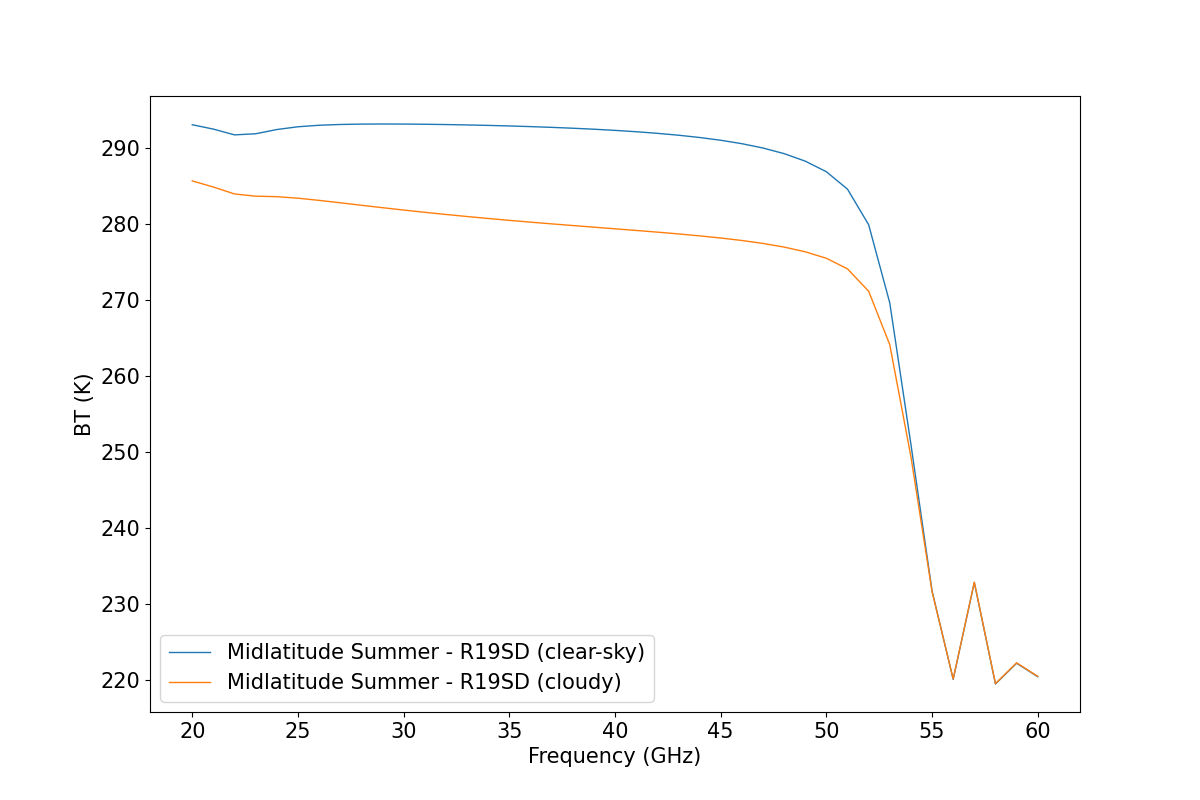 290
280
270
260
250
240
230
220
BT (K)
Midlatitude Summer - R19SD (clear-sky)
Midlatitude Summer - R19SD (cloudy)
20 25 30 35 40 45 50 55 60
Frequency (GHz)